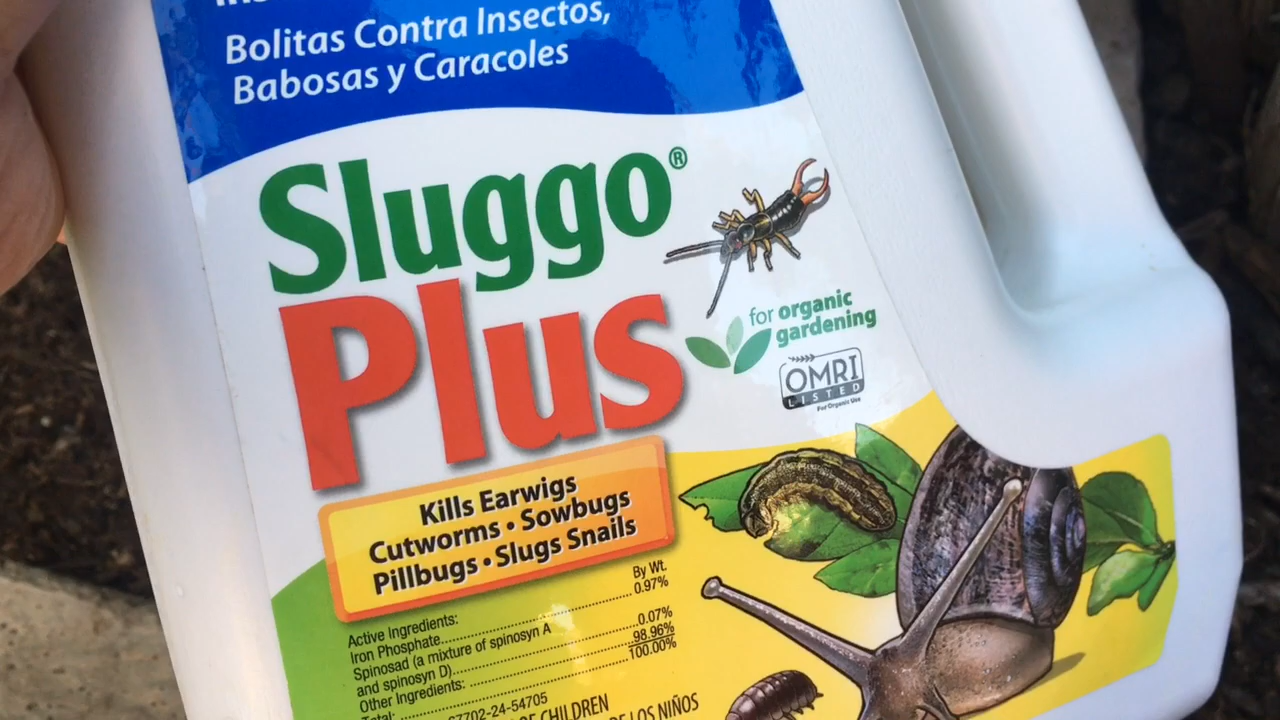 Bolitas Contra Insectos,
Babosas y Caracoles
Sluggo®
Plus
for organic
gardening
OMRI
LISTED
For Organic Use
Kills Earwigs
Cutworms • Sowbugs
Pillbugs • Slugs Snails
By Wt.
Active Ingredients:
Iron Phosphate..............................0.97%
Spinosad (a mixture of spinosyn A
and spinosyn D)..............................0.07%
Other Ingredients: ..............................98.96%
Total: ..............................100.00%
67702-24-54705
OF CHILDREN
DE LOS NIÑOS